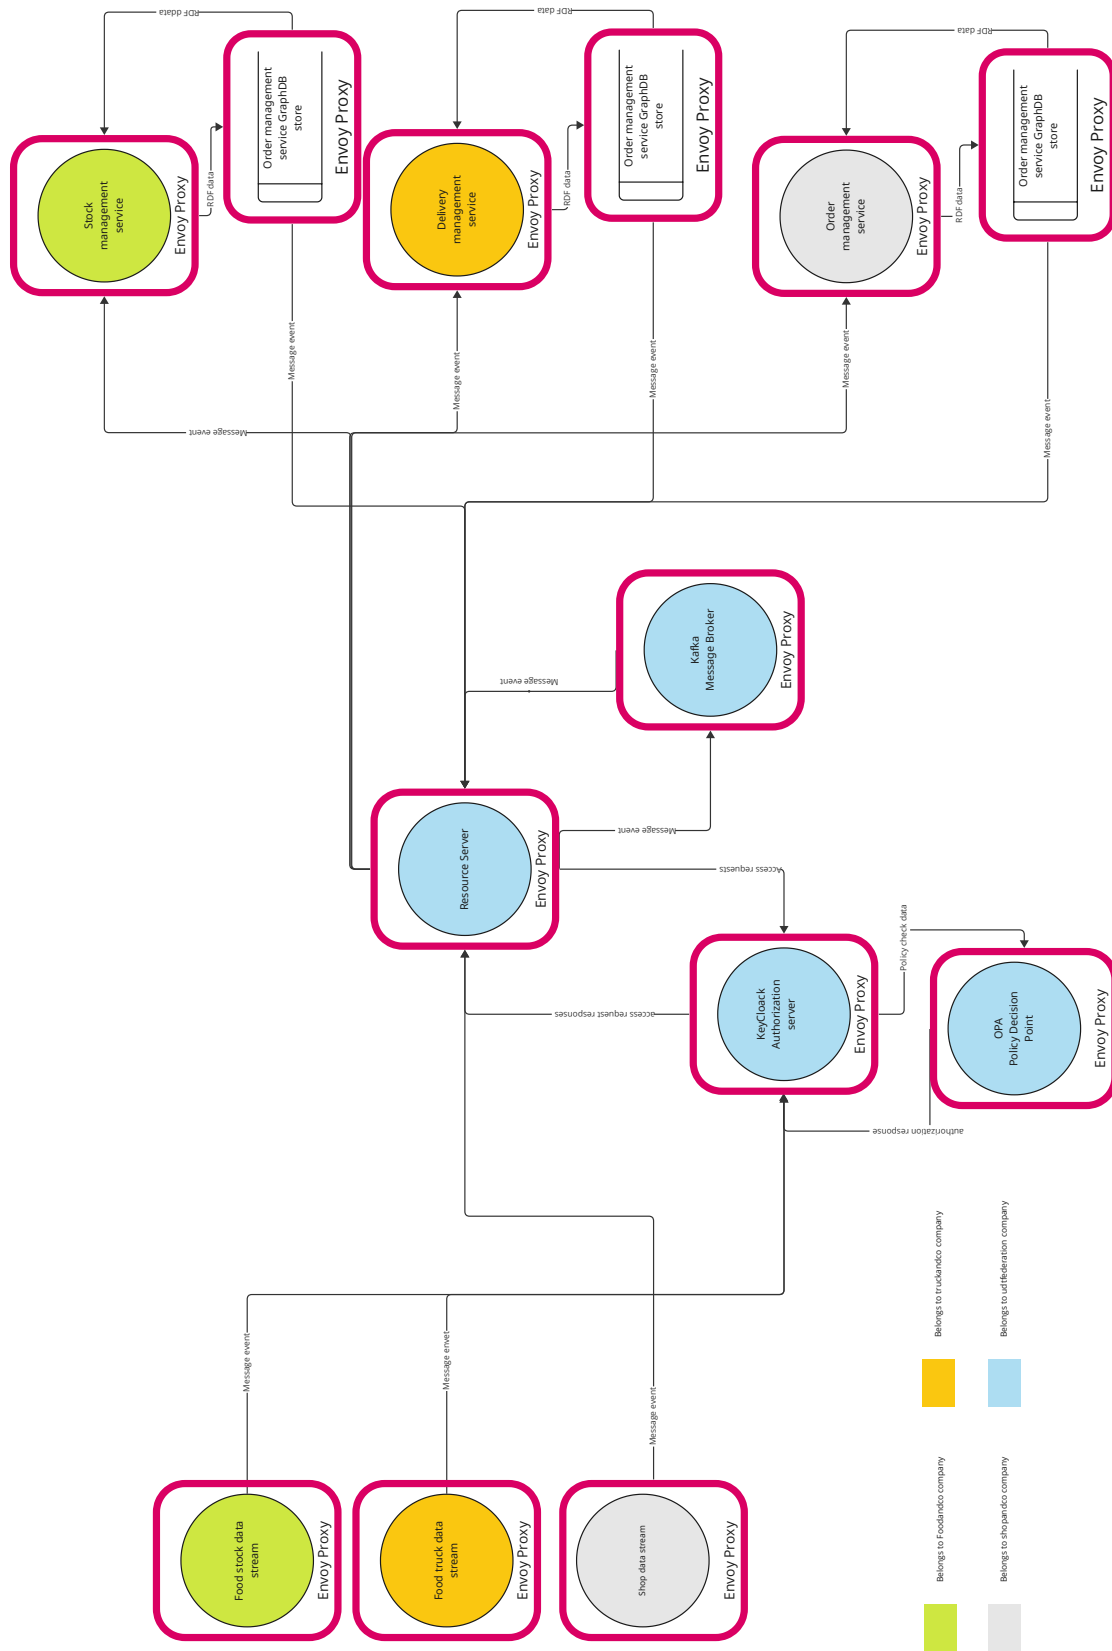 RDF ddata
Order management
service GraphDB
store
Envoy Proxy
RDF data
Stock
management
service
Envoy Proxy
Message event
Message event
RDF data
Order management
service GraphDB
store
Envoy Proxy
RDF data
Delivery
management
service
Envoy Proxy
Message event
Message event
RDF data
Order management
service GraphDB
store
Envoy Proxy
RDF data
Order
management
service
Envoy Proxy
Message event
Message event
Kafka
Message Broker
Envoy Proxy
Message event
Message event
Resource Server
Envoy Proxy
Access requests
access request responses
KeyCloack
Authorization
server
Envoy Proxy
Policy check data
OPA
Policy Decision
Point
Envoy Proxy
authorization response
Message event
Message envet
Message event
Food stock data
stream
Envoy Proxy
Food truck data
stream
Envoy Proxy
Shop data stream
Envoy Proxy
Belongs to Foodandco company
Belongs to truckandco company
Belongs to shopandco company
Belongs to udtfederation company